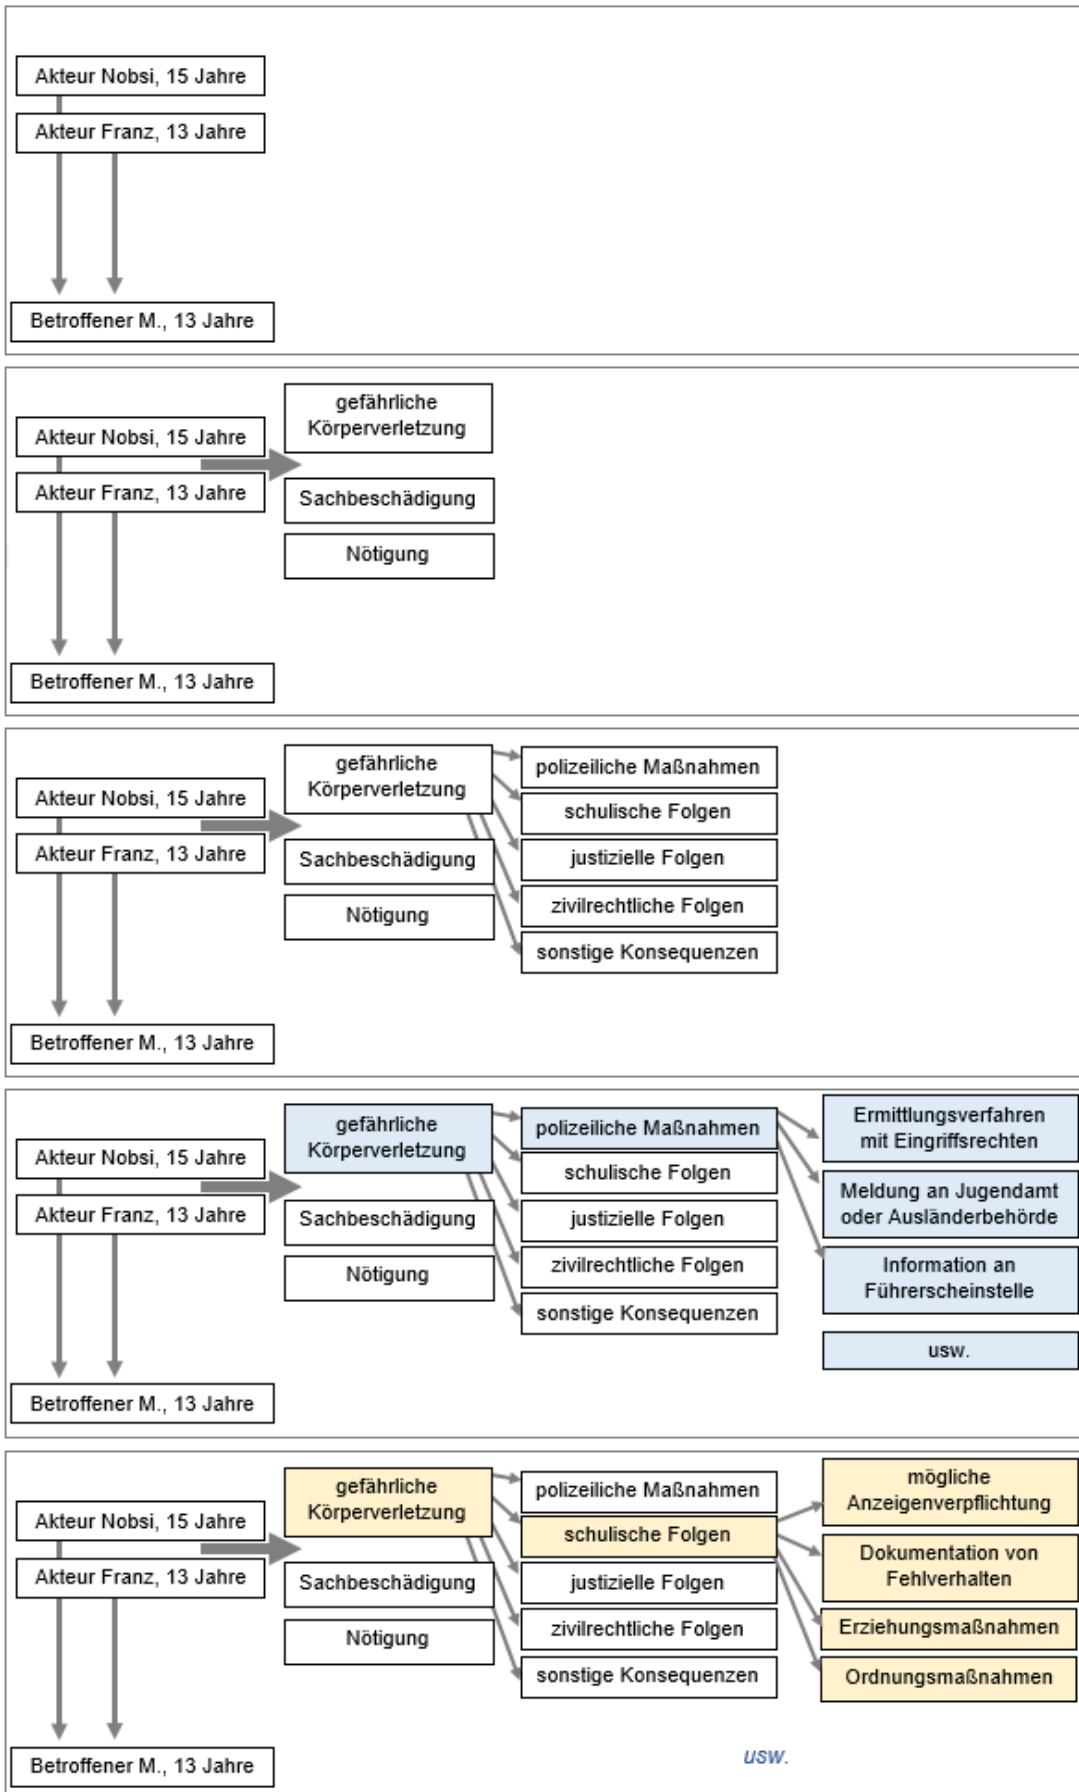 Akteur Nobsi, 15 Jahre
Akteur Franz, 13 Jahre
Betroffener M., 13 Jahre
gefährliche
Körperverletzung
Akteur Nobsi, 15 Jahre
Akteur Franz, 13 Jahre
Sachbeschädigung
Nötigung
Betroffener M., 13 Jahre
gefährliche
Körperverletzung
polizeiliche Maßnahmen
Akteur Nobsi, 15 Jahre
schulische Folgen
Akteur Franz, 13 Jahre
Sachbeschädigung
justizielle Folgen
Nötigung
zivilrechtliche Folgen
sonstige Konsequenzen
Betroffener M., 13 Jahre
gefährliche
Körperverletzung
polizeiliche Maßnahmen
Ermittlungsverfahren
mit Eingriffsrechten
Akteur Nobsi, 15 Jahre
schulische Folgen
Meldung an Jugendamt
oder Ausländerbehörde
Akteur Franz, 13 Jahre
Sachbeschädigung
justizielle Folgen
Nötigung
zivilrechtliche Folgen
Information an
Führerscheinstelle
sonstige Konsequenzen
usw.
Betroffener M., 13 Jahre
gefährliche
Körperverletzung
polizeiliche Maßnahmen
mögliche
Anzeigenverpflichtung
Akteur Nobsi, 15 Jahre
schulische Folgen
Dokumentation von
Fehlverhalten
Akteur Franz, 13 Jahre
Sachbeschädigung
justizielle Folgen
Nötigung
zivilrechtliche Folgen
Erziehungsmaßnahmen
sonstige Konsequenzen
Ordnungsmaßnahmen
Betroffener M., 13 Jahre
usw.